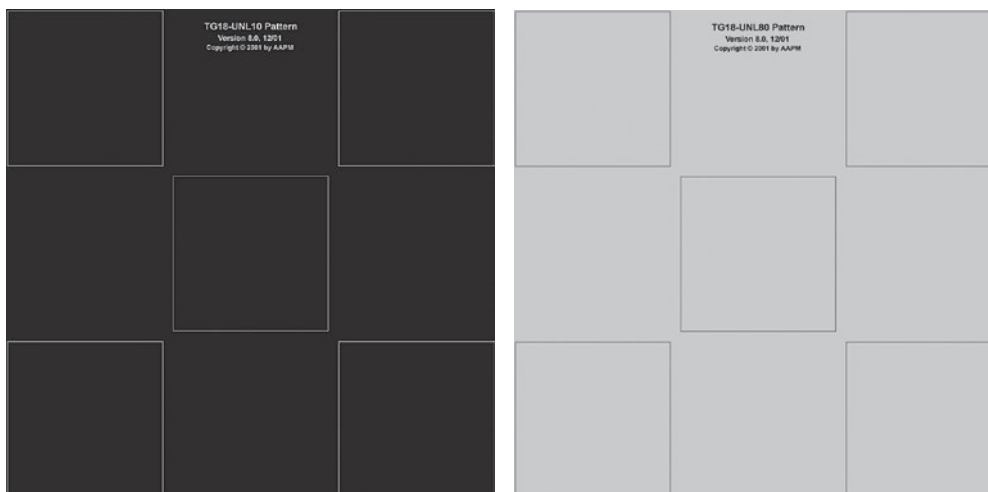 TG18-UNL10 Pattern
Version 8.0, 12/01
Copyright © 2001 by AAPM
TG18-UNL80 Pattern
Version 8.0, 12/01
Copyright © 2001 by AAPM